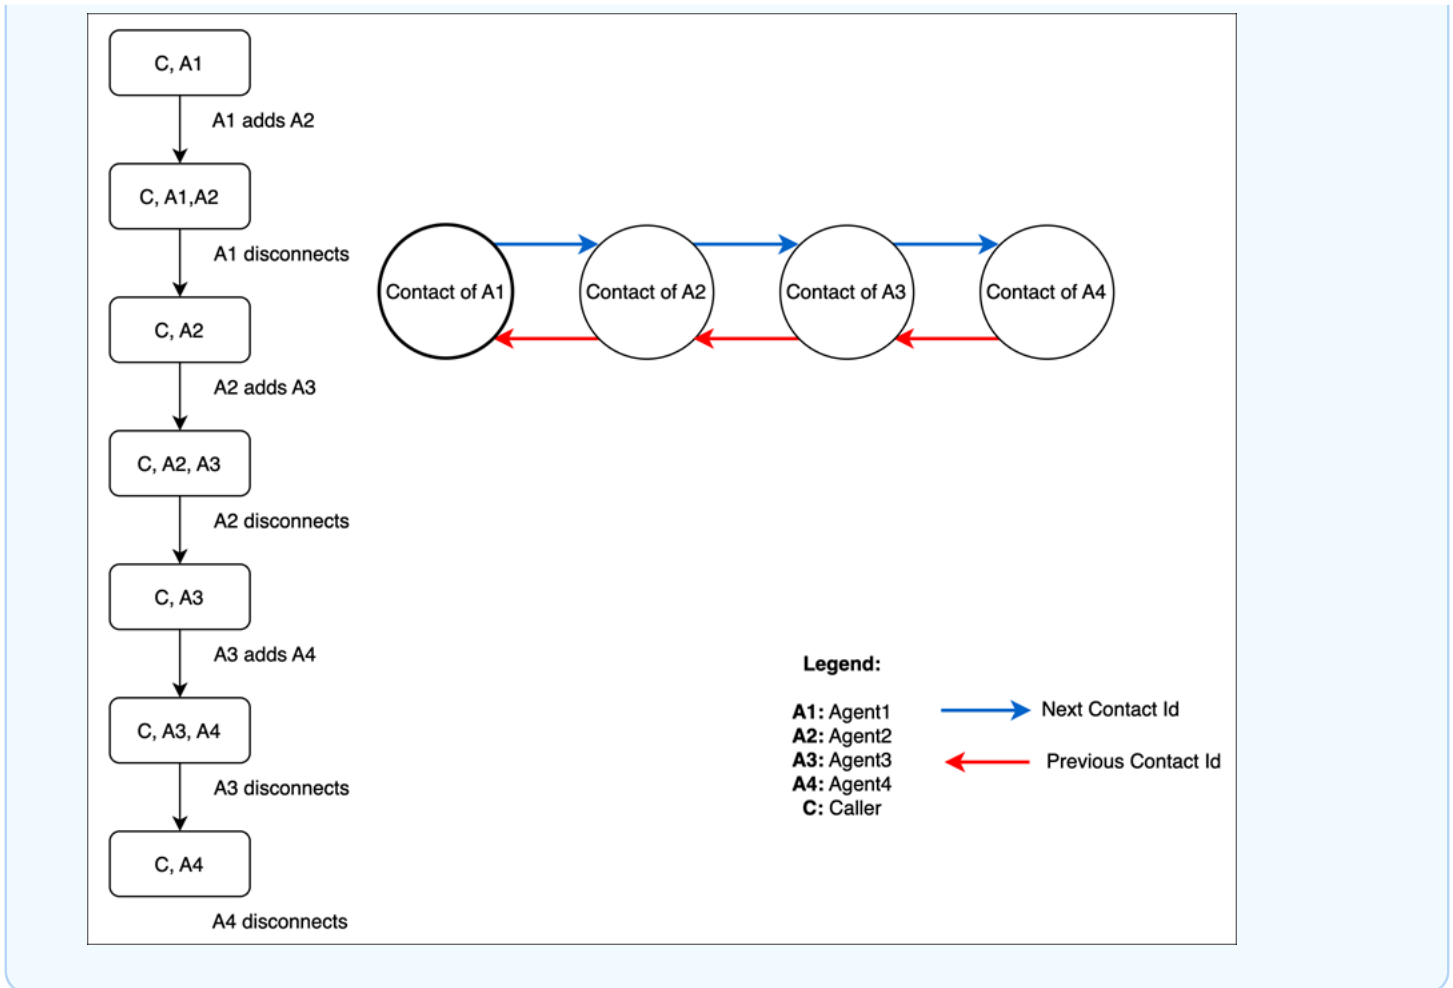 C, A1
A1 adds A2
C, A1,A2
A1 disconnects
C, A2
A2 adds A3
C, A2, A3
A2 disconnects
C, A3
A3 adds A4
C, A3, A4
A3 disconnects
C, A4
A4 disconnects
Contact of A1
Contact of A2
Contact of A3
Contact of A4
Legend:
A1: Agent1
A2: Agent2
A3: Agent3
A4: Agent4
C: Caller
Next Contact Id
Previous Contact Id